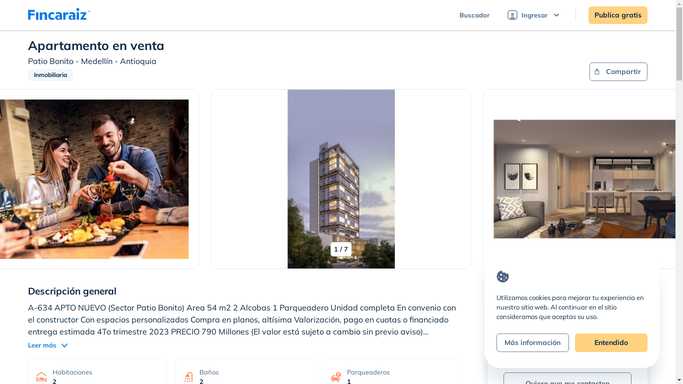 Fincaraiz
Buscador
Ingresar
Publica gratis
Apartamento en venta
Patio Bonito - Medellín - Antioquia
Inmobiliaria
Compartir
1 / 7
Descripción general
A-634 APTO NUEVO (Sector Patio Bonito) Area 54 m2 2 Alcobas 1 Parqueadero Unidad completa En convenio con
el constructor Con espacios personalizados Compra en planos, altísima Valorización, pago en cuotas o financiado
entrega estimada 4To trimestre 2023 PRECIO 790 Millones (El valor está sujeto a cambio sin previo aviso)...
Leer más
Habitaciones
2
Baños
2
Parqueaderos
1
Utilizamos cookies para mejorar tu experiencia en
nuestro sitio web. Al continuar en el sitio
consideramos que aceptas su uso.
Más información
Entendido
Quiero que me contacten